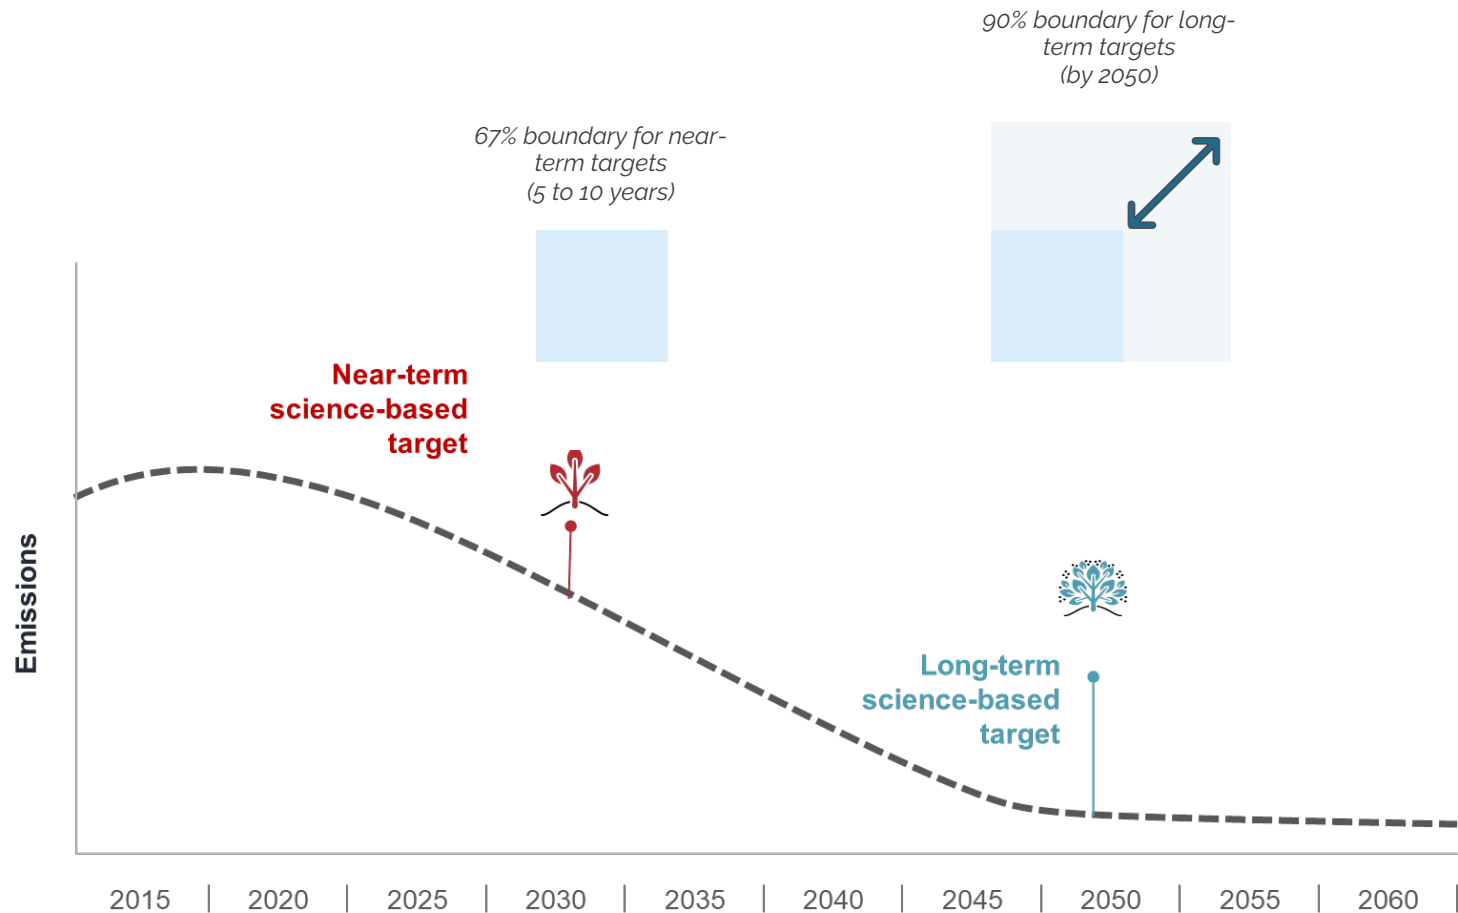 90% boundary for long-
term targets
(by 2050)
67% boundary for near-
term targets
(5 to 10 years)
Near-term
science-based
target
Long-term
science-based
target
Emissions
2015 | 2020 | 2025 | 2030 | 2035 | 2040 | 2045 | 2050 | 2055 | 2060 |